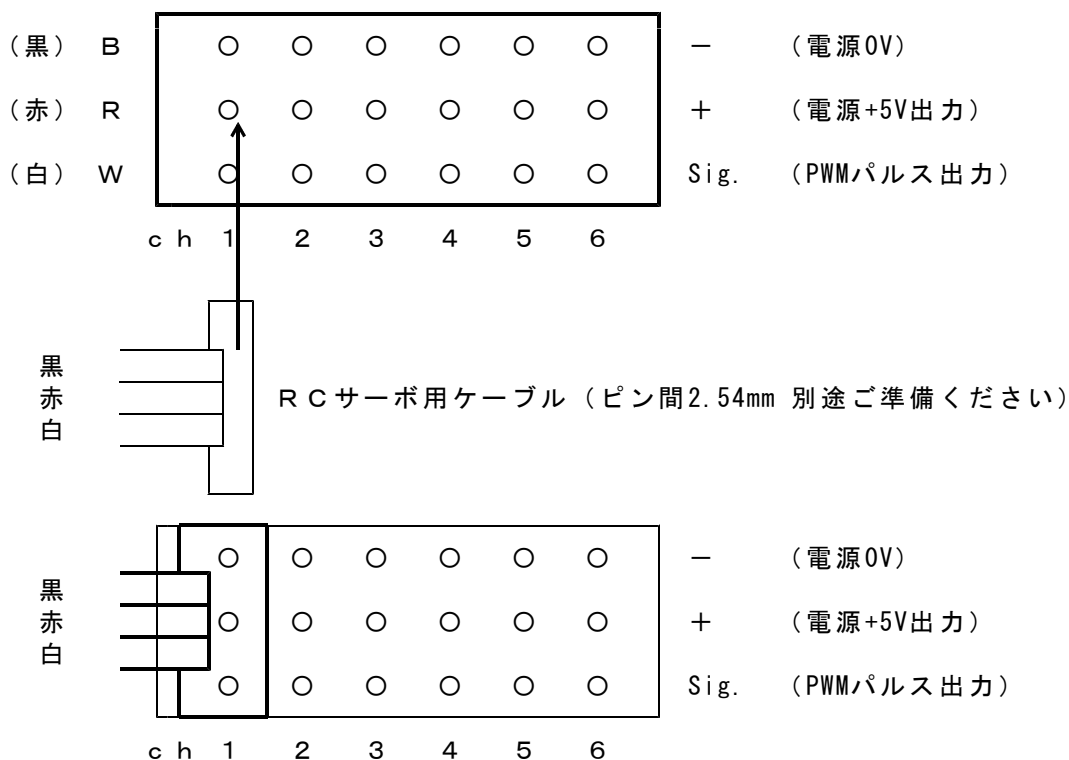 (黒) B ○ ○ ○ ○ ○ ○ － (電源0V)
(赤) R ○ ○ ○ ○ ○ ○ ＋ (電源+5V出力)
(白) W ○ ○ ○ ○ ○ ○ Sig. (PWMパルス出力)
ch 1 2 3 4 5 6
黒
赤
白
RCサーボ用ケーブル (ピン間2.54mm 別途ご準備ください)
○ ○ ○ ○ ○ ○ － (電源0V)
黒
赤 ○ ○ ○ ○ ○ ○ ＋ (電源+5V出力)
白
○ ○ ○ ○ ○ ○ Sig. (PWMパルス出力)
ch 1 2 3 4 5 6